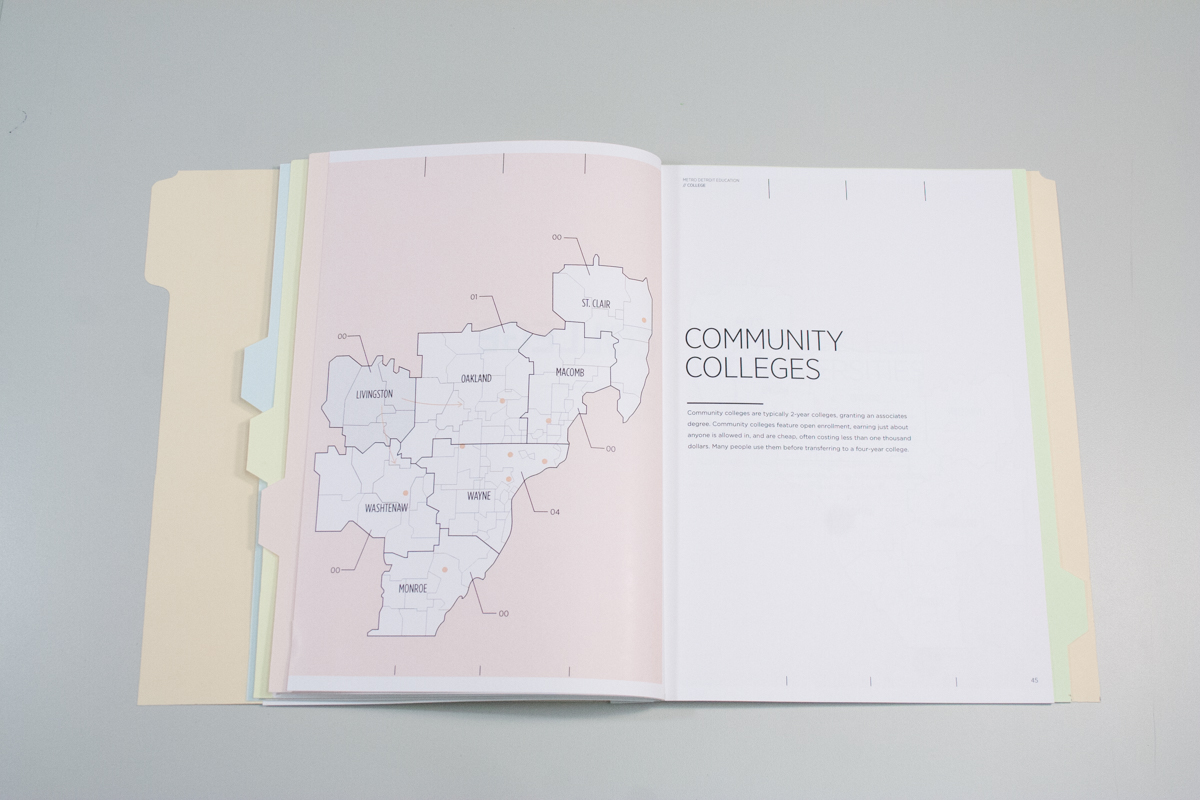 00
ST. CLAIR
01
00
OAKLAND
MACOMB
LIVINGSTON
00
WAYNE
04
WASHTENAW
00
MONROE
00
METRO DETROIT EDUCATION
2' COLLEGE
COMMUNITY
COLLEGES
Community colleges are typically 2-year colleges, granting an associates
degree. Community colleges feature open enrollment, earning just about
anyone is allowed in, and are cheap, often costing less than one thousand
dollars. Many people use them before transferring to a four-year college.
45